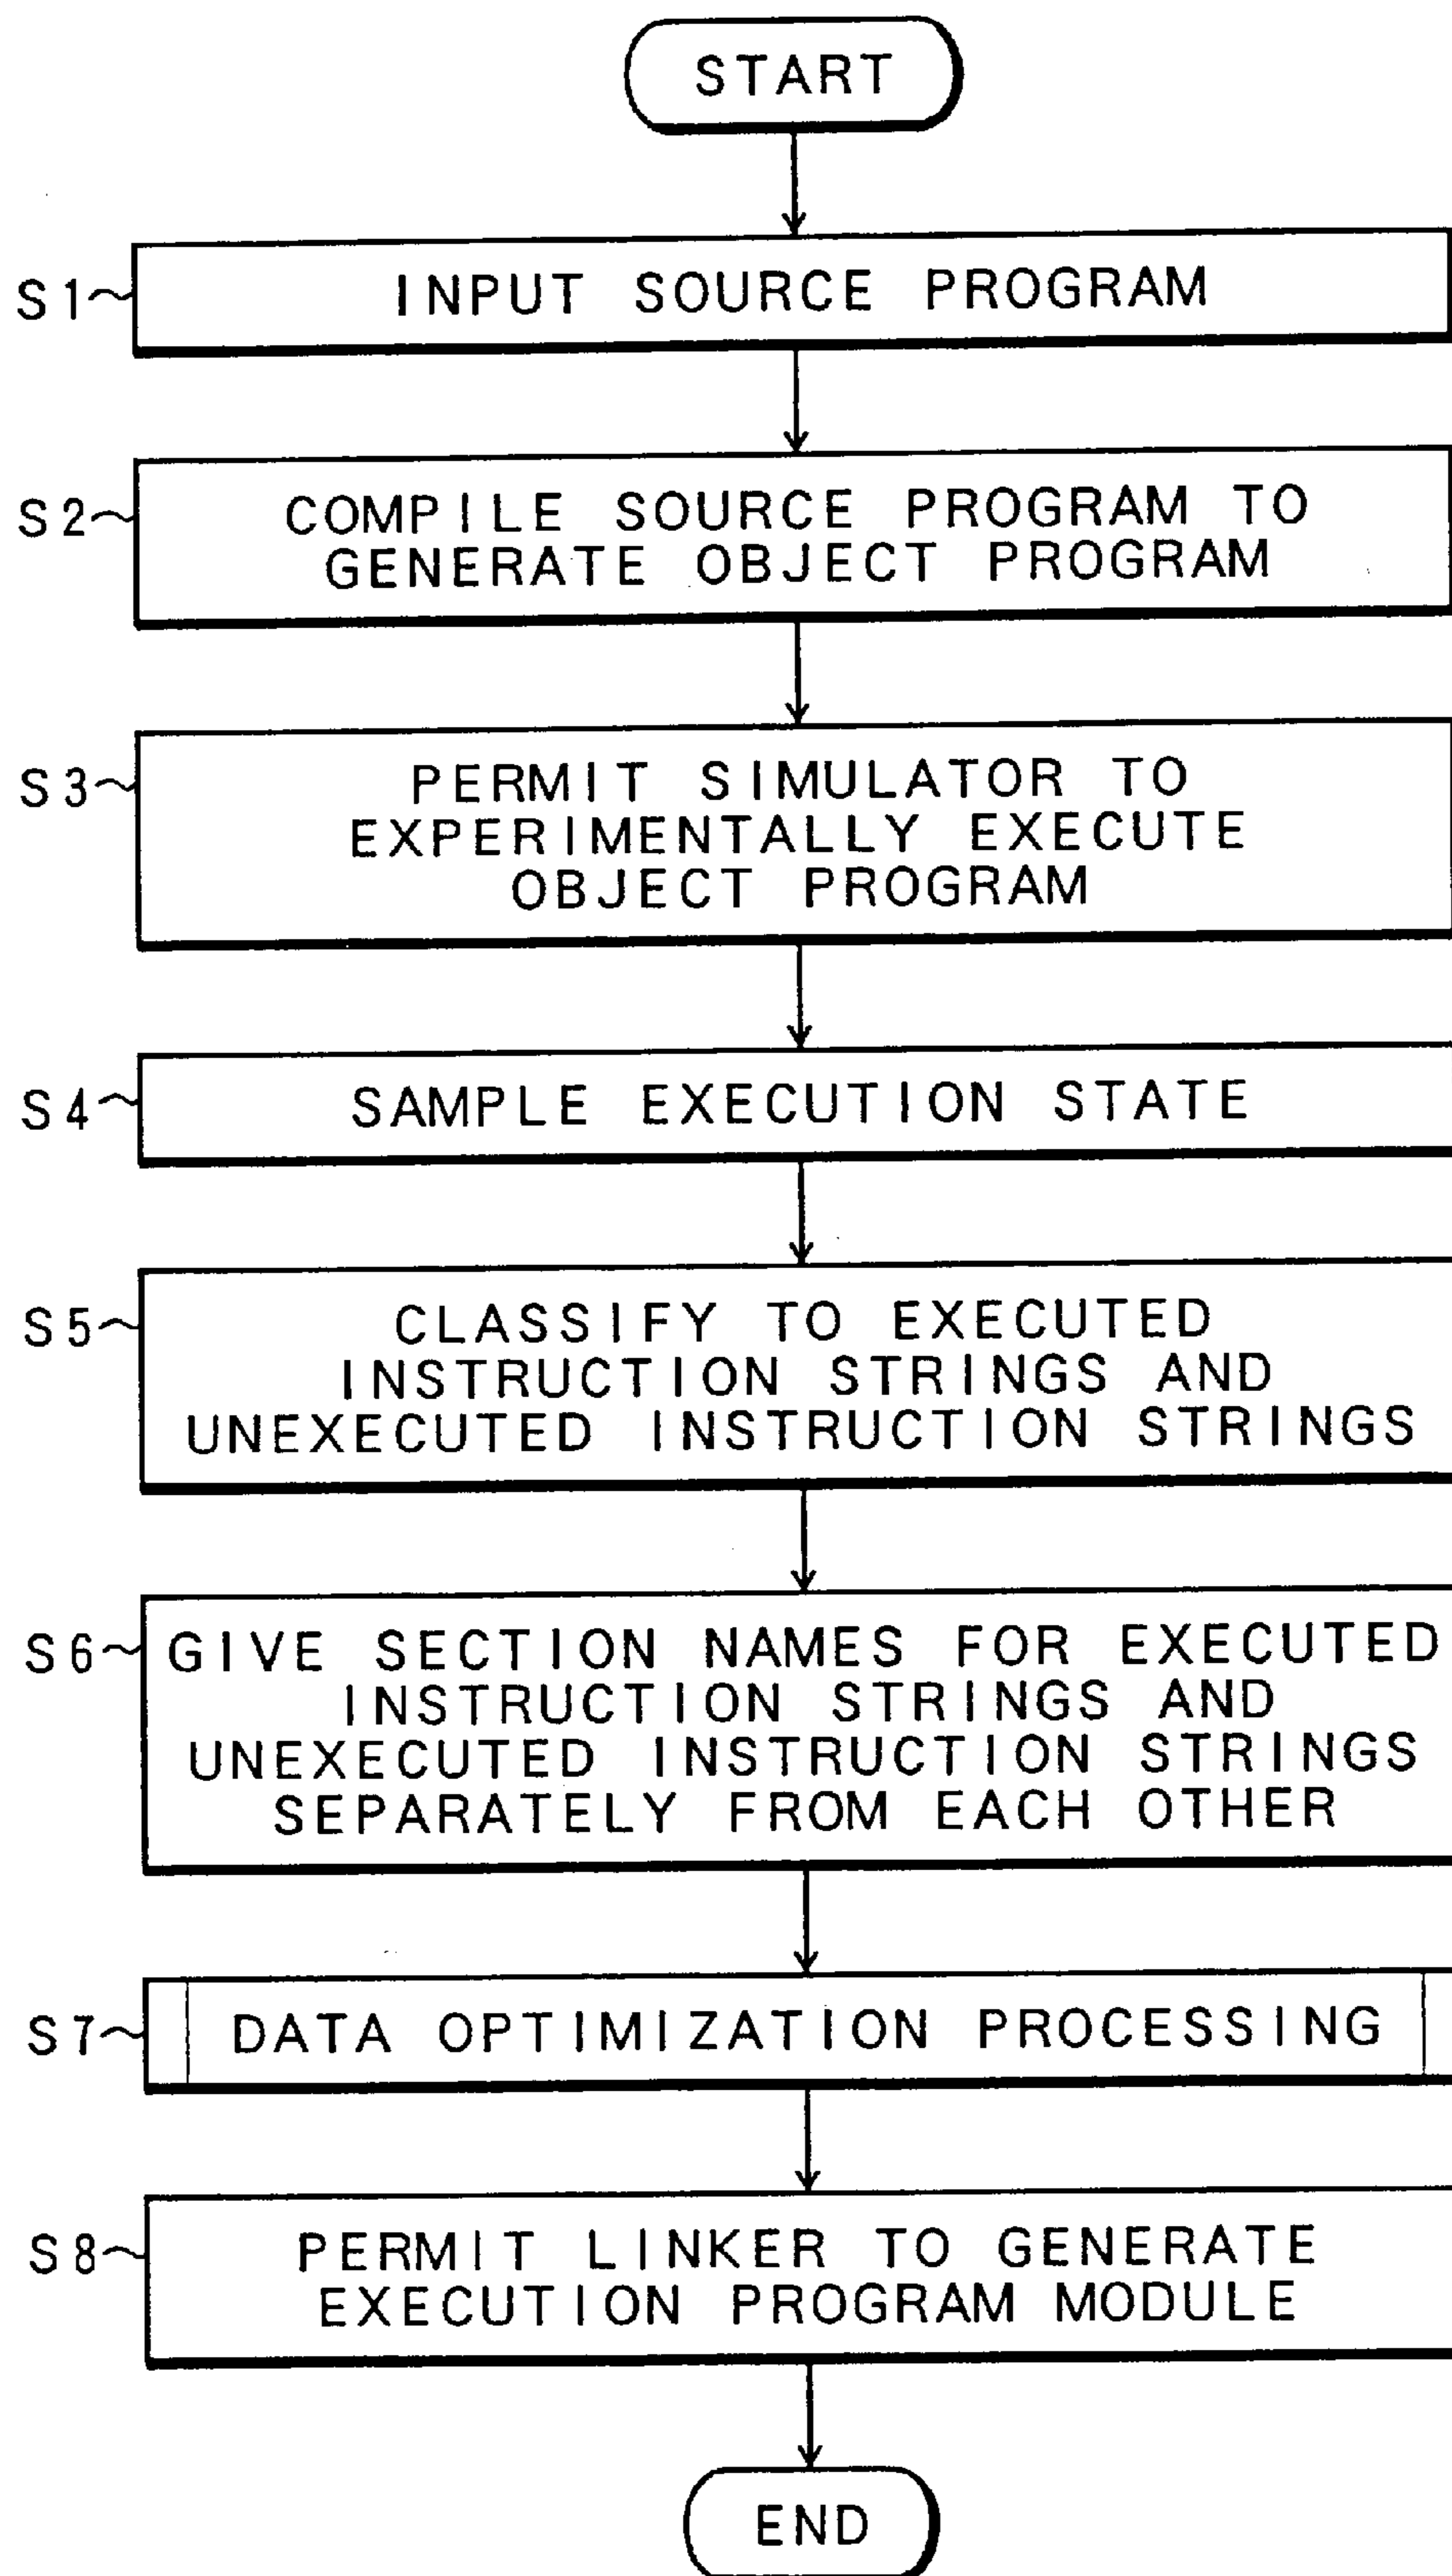 START
S1 INPUT SOURCE PROGRAM
S2 COMPILE SOURCE PROGRAM TO
GENERATE OBJECT PROGRAM
S3 PERMIT SIMULATOR TO
EXPERIMENTALLY EXECUTE
OBJECT PROGRAM
S4 SAMPLE EXECUTION STATE
S5 CLASSIFY TO EXECUTED
INSTRUCTION STRINGS AND
UNEXECUTED INSTRUCTION STRINGS
S6 GIVE SECTION NAMES FOR EXECUTED
INSTRUCTION STRINGS AND
UNEXECUTED INSTRUCTION STRINGS
SEPARATELY FROM EACH OTHER
S7 DATA OPTIMIZATION PROCESSING
S8 PERMIT LINKER TO GENERATE
EXECUTION PROGRAM MODULE
END